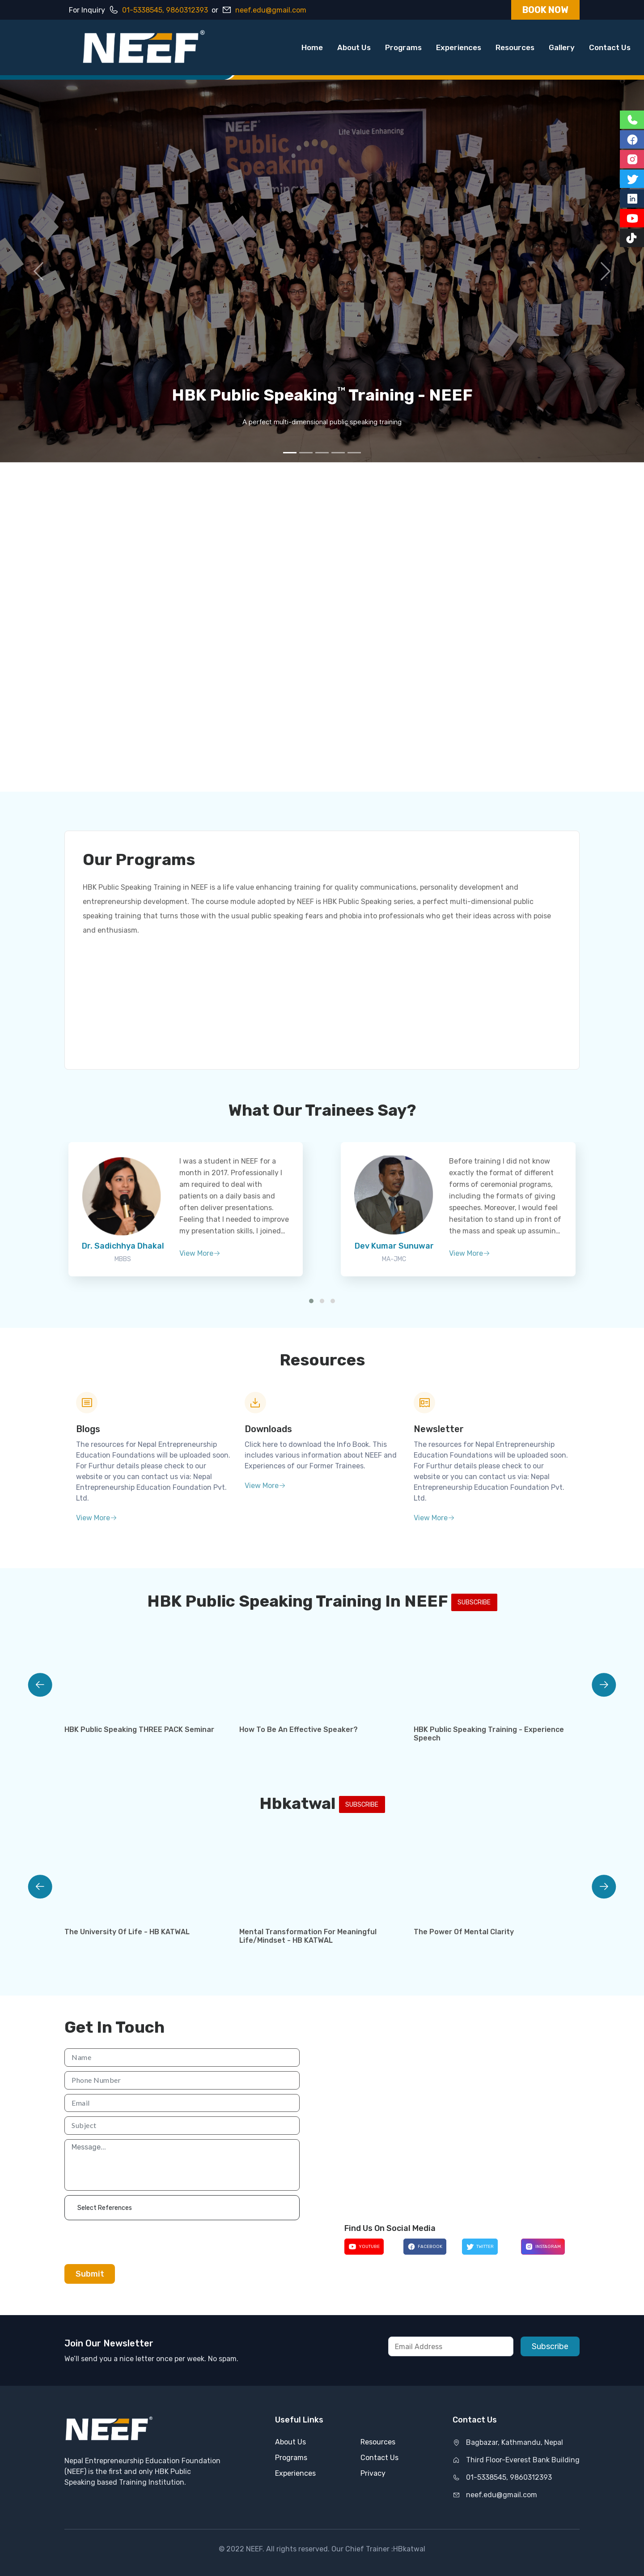 For Inquiry 01-5338545, 9860312393 or neef.edu@gmail.com
BOOK NOW
NEEF®
Home About Us Programs Experiences Resources Gallery Contact Us
NEEF
Life Value Enhancing
Public
Speaking
Seminar
HBK Public Speaking™ Training - NEEF
A perfect multi-dimensional public speaking training
Our Programs
HBK Public Speaking Training in NEEF is a life value enhancing training for quality communications, personality development and
entrepreneurship development. The course module adopted by NEEF is HBK Public Speaking series, a perfect multi-dimensional public
speaking training that turns those with the usual public speaking fears and phobia into professionals who get their ideas across with poise
and enthusiasm.
What Our Trainees Say?
I was a student in NEEF for a
month in 2017. Professionally I
am required to deal with
patients on a daily basis and
often deliver presentations.
Feeling that I needed to improve
my presentation skills, I joined...
View More
Dr. Sadichhya Dhakal
MBBS
Before training I did not know
exactly the format of different
forms of ceremonial programs,
including the formats of giving
speeches. Moreover, I would feel
hesitation to stand up in front of
the mass and speak up assumin...
View More
Dev Kumar Sunuwar
MA-JMC
Resources
Blogs
The resources for Nepal Entrepreneurship
Education Foundations will be uploaded soon.
For Furthur details please check to our
website or you can contact us via: Nepal
Entrepreneurship Education Foundation Pvt.
Ltd.
View More
Downloads
Click here to download the Info Book. This
includes various information about NEEF and
Experiences of our Former Trainees.
View More
Newsletter
The resources for Nepal Entrepreneurship
Education Foundations will be uploaded soon.
For Furthur details please check to our
website or you can contact us via: Nepal
Entrepreneurship Education Foundation Pvt.
Ltd.
View More
HBK Public Speaking Training In NEEF SUBSCRIBE
HBK Public Speaking THREE PACK Seminar
How To Be An Effective Speaker?
HBK Public Speaking Training - Experience
Speech
Hbkatwal SUBSCRIBE
The University Of Life - HB KATWAL
Mental Transformation For Meaningful
Life/Mindset - HB KATWAL
The Power Of Mental Clarity
Get In Touch
Name
Phone Number
Email
Subject
Message...
Select References
Submit
Find Us On Social Media
YOUTUBE FACEBOOK TWITTER INSTAGRAM
Join Our Newsletter
We'll send you a nice letter once per week. No spam.
Email Address
Subscribe
NEEF®
Nepal Entrepreneurship Education Foundation
(NEEF) is the first and only HBK Public
Speaking based Training Institution.
Useful Links
About Us
Programs
Experiences
Resources
Contact Us
Privacy
Contact Us
Bagbazar, Kathmandu, Nepal
Third Floor-Everest Bank Building
01-5338545, 9860312393
neef.edu@gmail.com
© 2022 NEEF. All rights reserved. Our Chief Trainer :HBkatwal